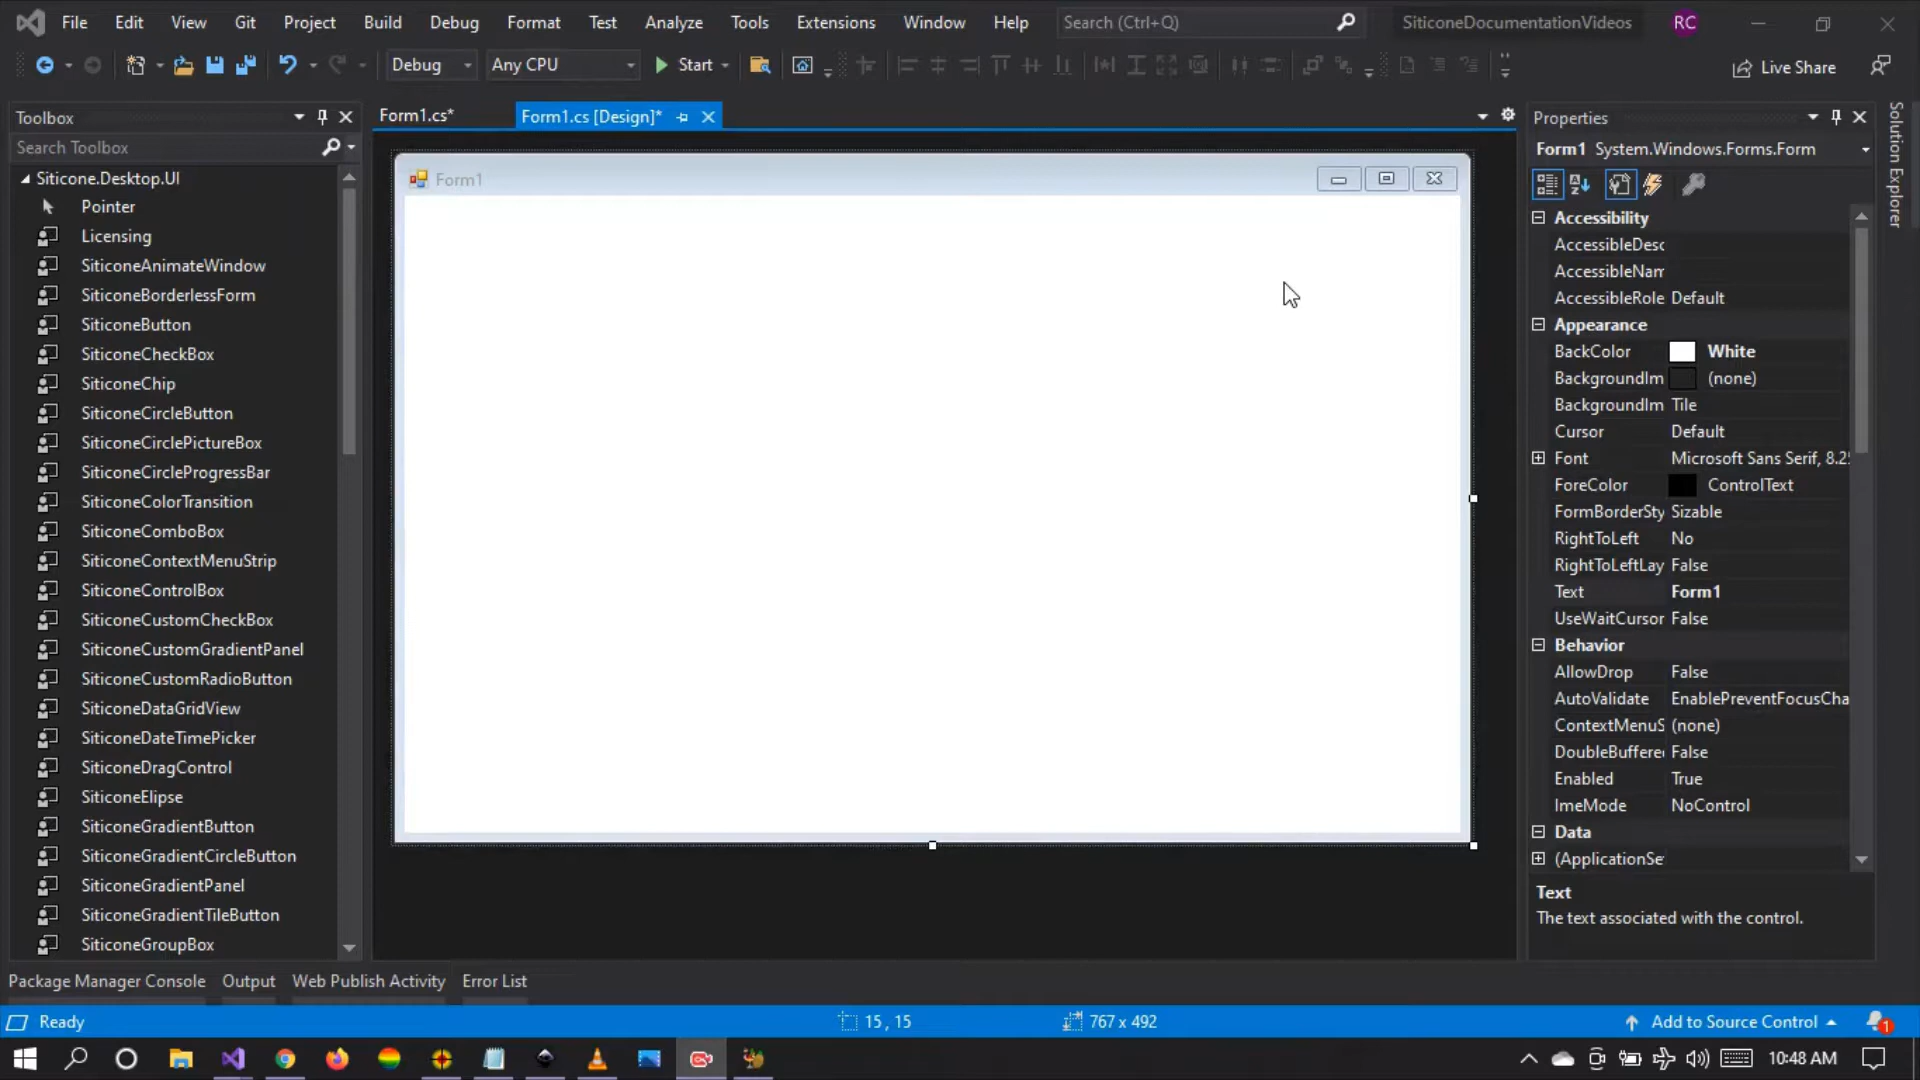 File Edit View Git Project Build Debug Format Test Analyze Tools Extensions Window Help Search (Ctrl+Q) SiticoneDocumentationVideos RC
Debug Any CPU Start Live Share
Toolbox
Search Toolbox
Siticone.Desktop.UI
Pointer
Licensing
SiticoneAnimateWindow
SiticoneBorderlessForm
SiticoneButton
SiticoneCheckBox
SiticoneChip
SiticoneCircleButton
SiticoneCirclePictureBox
SiticoneCircleProgressBar
SiticoneColorTransition
SiticoneComboBox
SiticoneContextMenuStrip
SiticoneControlBox
SiticoneCustomCheckBox
SiticoneCustomGradientPanel
SiticoneCustomRadioButton
SiticoneDataGridView
SiticoneDateTimePicker
SiticoneDragControl
SiticoneElipse
SiticoneGradientButton
SiticoneGradientCircleButton
SiticoneGradientPanel
SiticoneGradientTileButton
SiticoneGroupBox
Form1.cs* Form1.cs [Design]*
Form1
Properties
Form1 System.Windows.Forms.Form
Accessibility
AccessibleDesc
AccessibleNam
AccessibleRole Default
Appearance
BackColor White
BackgroundIm (none)
BackgroundIm Tile
Cursor Default
Font Microsoft Sans Serif, 8.25
ForeColor ControlText
FormBorderSty Sizable
RightToLeft No
RightToLeftLay False
Text Form1
UseWaitCursor False
Behavior
AllowDrop False
AutoValidate EnablePreventFocusCha
ContextMenuS (none)
DoubleBuffered False
Enabled True
ImeMode NoControl
Data
(ApplicationSe
Text
The text associated with the control.
Solution Explorer
Package Manager Console Output Web Publish Activity Error List
Ready 15 , 15 767 x 492 Add to Source Control 1
10:48 AM